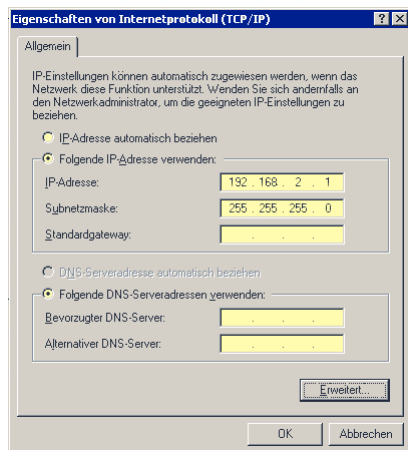 Eigenschaften von Internetprotokoll (TCP/IP)
Allgemein
IP-Einstellungen können automatisch zugewiesen werden, wenn das
Netzwerk diese Funktion unterstützt. Wenden Sie sich andernfalls an
den Netzwerkadministrator, um die geeigneten IP-Einstellungen zu
beziehen.
IP-Adresse automatisch beziehen
Folgende IP-Adresse verwenden:
IP-Adresse: 192 . 168 . 2 . 1
Subnetzmaske: 255 . 255 . 255 . 0
Standardgateway: . . .
DNS-Serveradresse automatisch beziehen
Folgende DNS-Serveradressen verwenden:
Bevorzugter DNS-Server: . . .
Alternativer DNS-Server: . . .
Erweitert...
OK Abbrechen